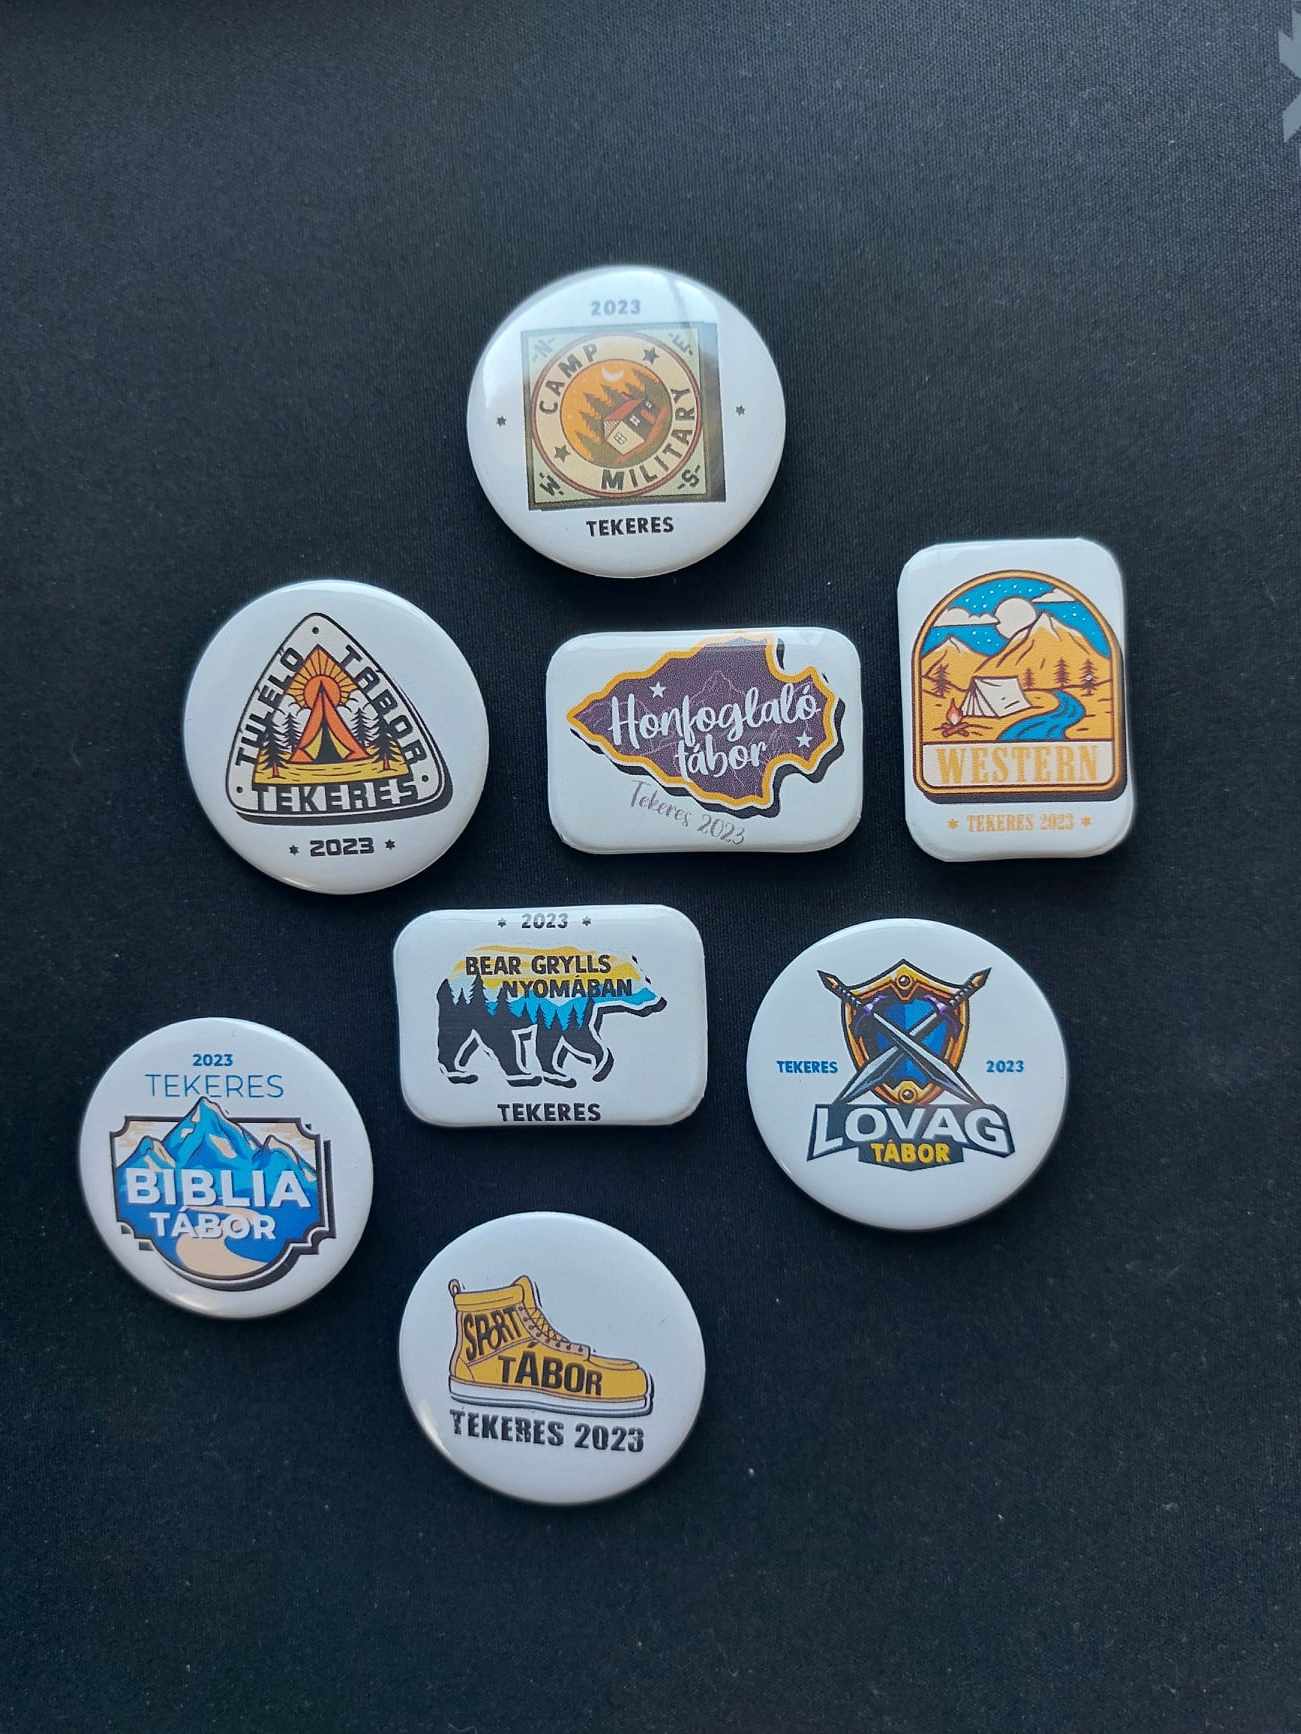 2023
N
E
CAMP
MILITARY
W
S
TEKERES
TÚLÉLŐ TÁBOR
TEKERES
2023
Honfoglaló
tábor
Tekeres 2023
WESTERN
TEKERES 2023
2023
BEAR GRYLLS
NYOMÁBAN
TEKERES
TEKERES
2023
LOVAG
TÁBOR
2023
TEKERES
BIBLIA
TÁBOR
SPORT
TÁBOR
TEKERES 2023